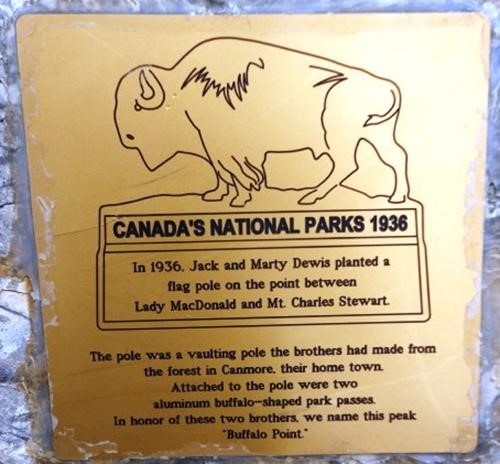 CANADA'S NATIONAL PARKS 1936
In 1936, Jack and Marty Dewis planted a
flag pole on the point between
Lady MacDonald and Mt. Charles Stewart.
The pole was a vaulting pole the brothers had made from
the forest in Canmore, their home town.
Attached to the pole were two
aluminum buffalo-shaped park passes.
In honor of these two brothers, we name this peak
"Buffalo Point."